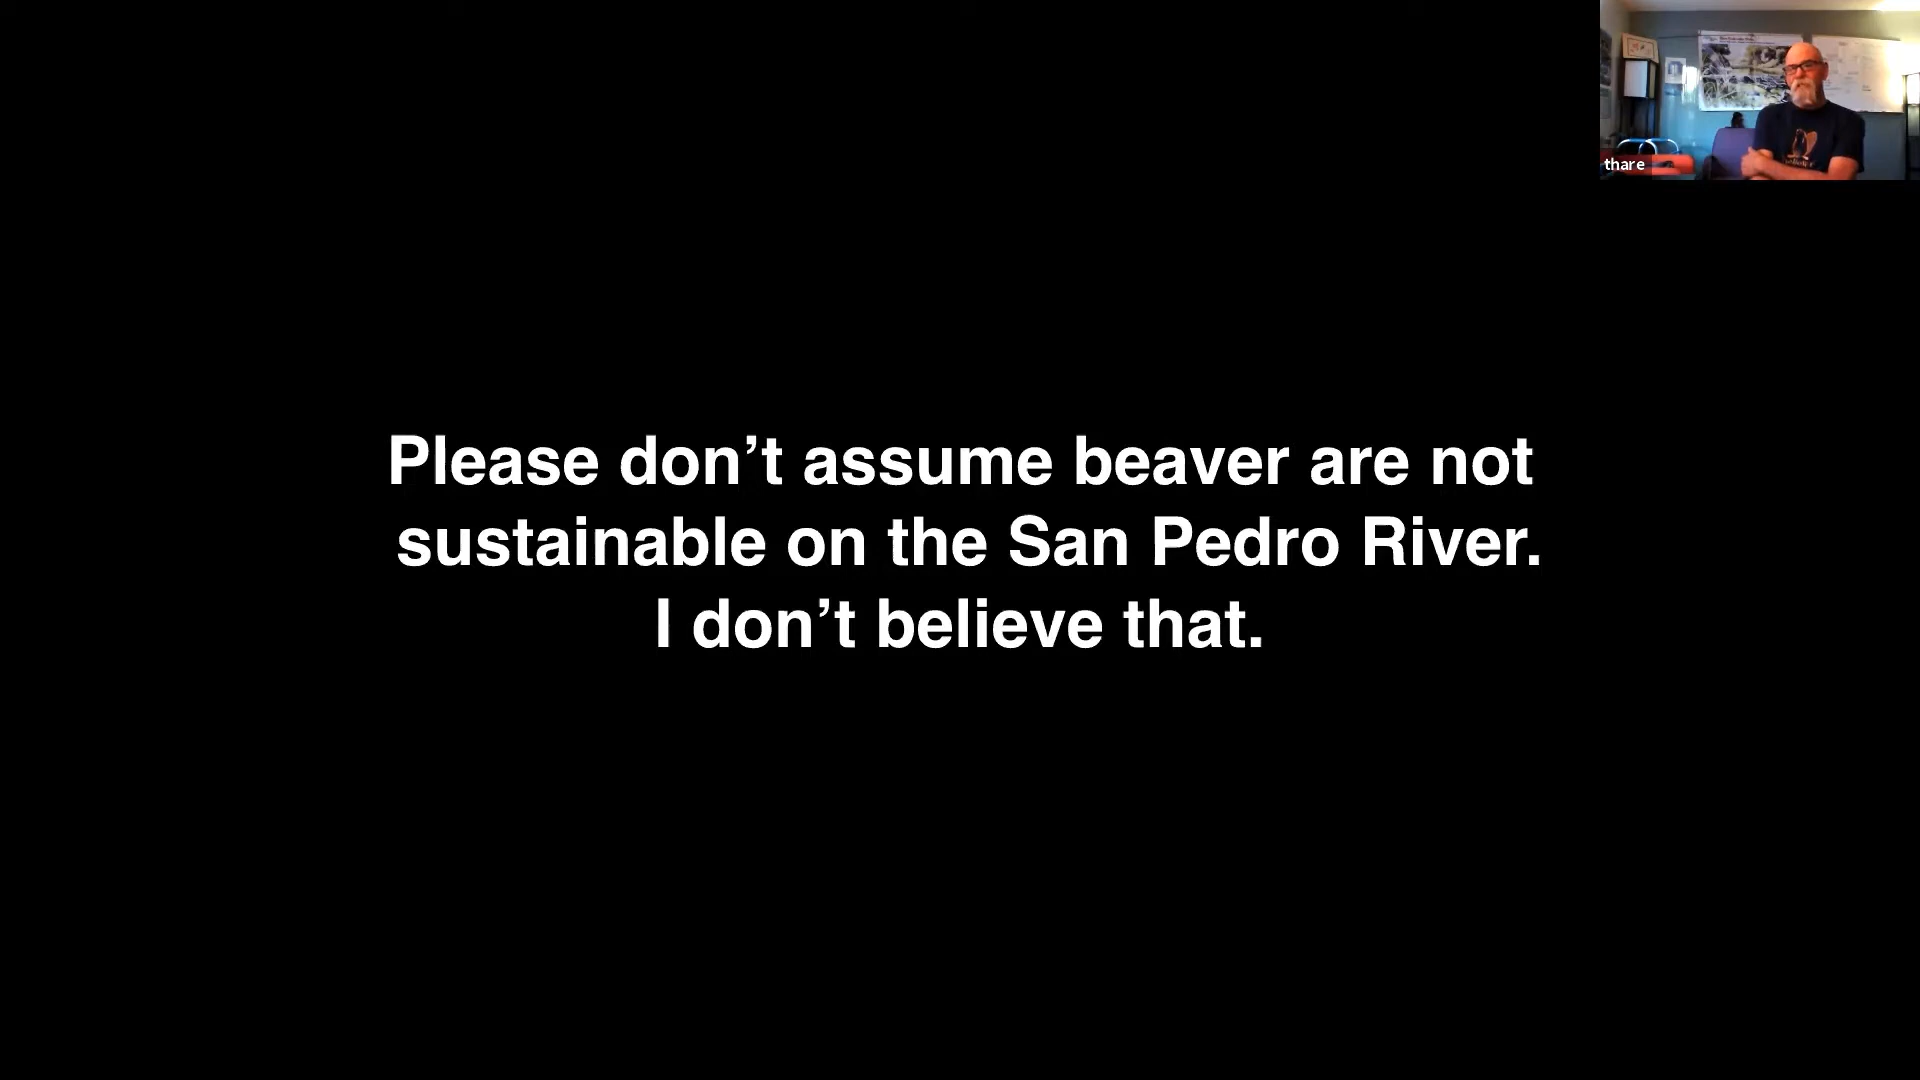 thare
Please don’t assume beaver are not
sustainable on the San Pedro River.
I don’t believe that.